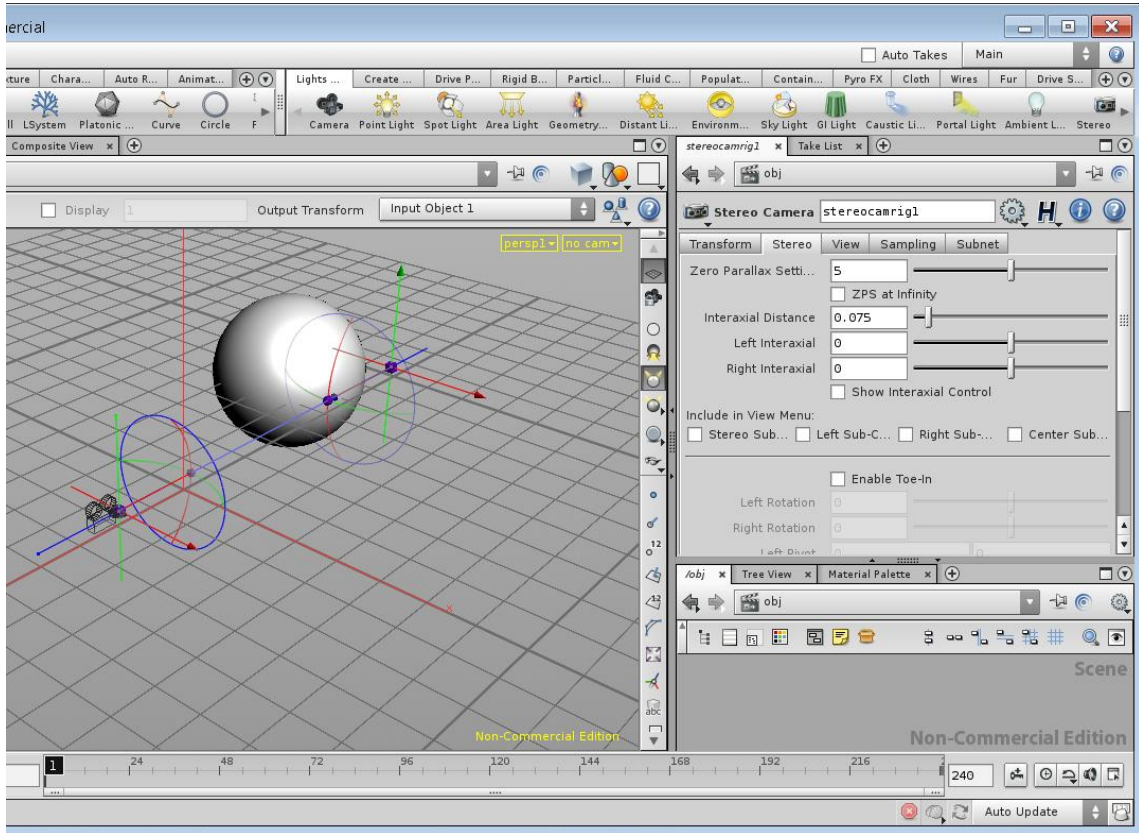 ercial
Auto Takes Main
Chara... Auto R... Animat... Lights ... Create ... Drive P... Rigid B... Particl... Fluid C... Populat... Contain... Pyro FX Cloth Wires Fur Drive S...
LSystem Platonic ... Curve Circle F Camera Point Light Spot Light Area Light Geometry... Distant Li... Environm... Sky Light GI Light Caustic Li... Portal Light Ambient L... Stereo
Composite View stereocamrig1 Take List
obj
Display 1 Output Transform Input Object 1
Stereo Camera stereocamrig1
persp1 no cam
Transform Stereo View Sampling Subnet
Zero Parallax Setti... 5
ZPS at Infinity
Interaxial Distance 0.075
Left Interaxial 0
Right Interaxial 0
Show Interaxial Control
Include in View Menu:
Stereo Sub... Left Sub-C... Right Sub-... Center Sub...
Enable Toe-In
Left Rotation 0
Right Rotation 0
Left Pivot 0 0
12
12
abc
x
Non-Commercial Edition
/obj Tree View Material Palette
obj
Scene
Non-Commercial Edition
1 24 48 72 96 120 144 168 192 216 240
Auto Update